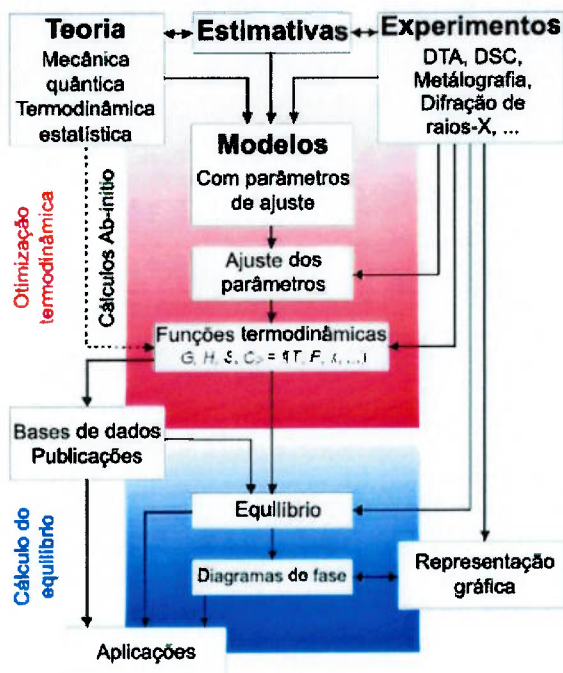 Teoria
Mecânica
quântica
Termodinâmica
estatística
Estimativas
Experimentos
DTA, DSC,
Metálografia,
Difração de
raios-X, ...
Modelos
Com parâmetros
de ajuste
Otimização
termodinâmica
Cálculos Ab-initio
Ajuste dos
parâmetros
Funções termodinâmicas
G, H, S,
Bases de dados
Publicações
Cálculo do
equilíbrio
Equilíbrio
Diagramas de fase
Representação
gráfica
Aplicações